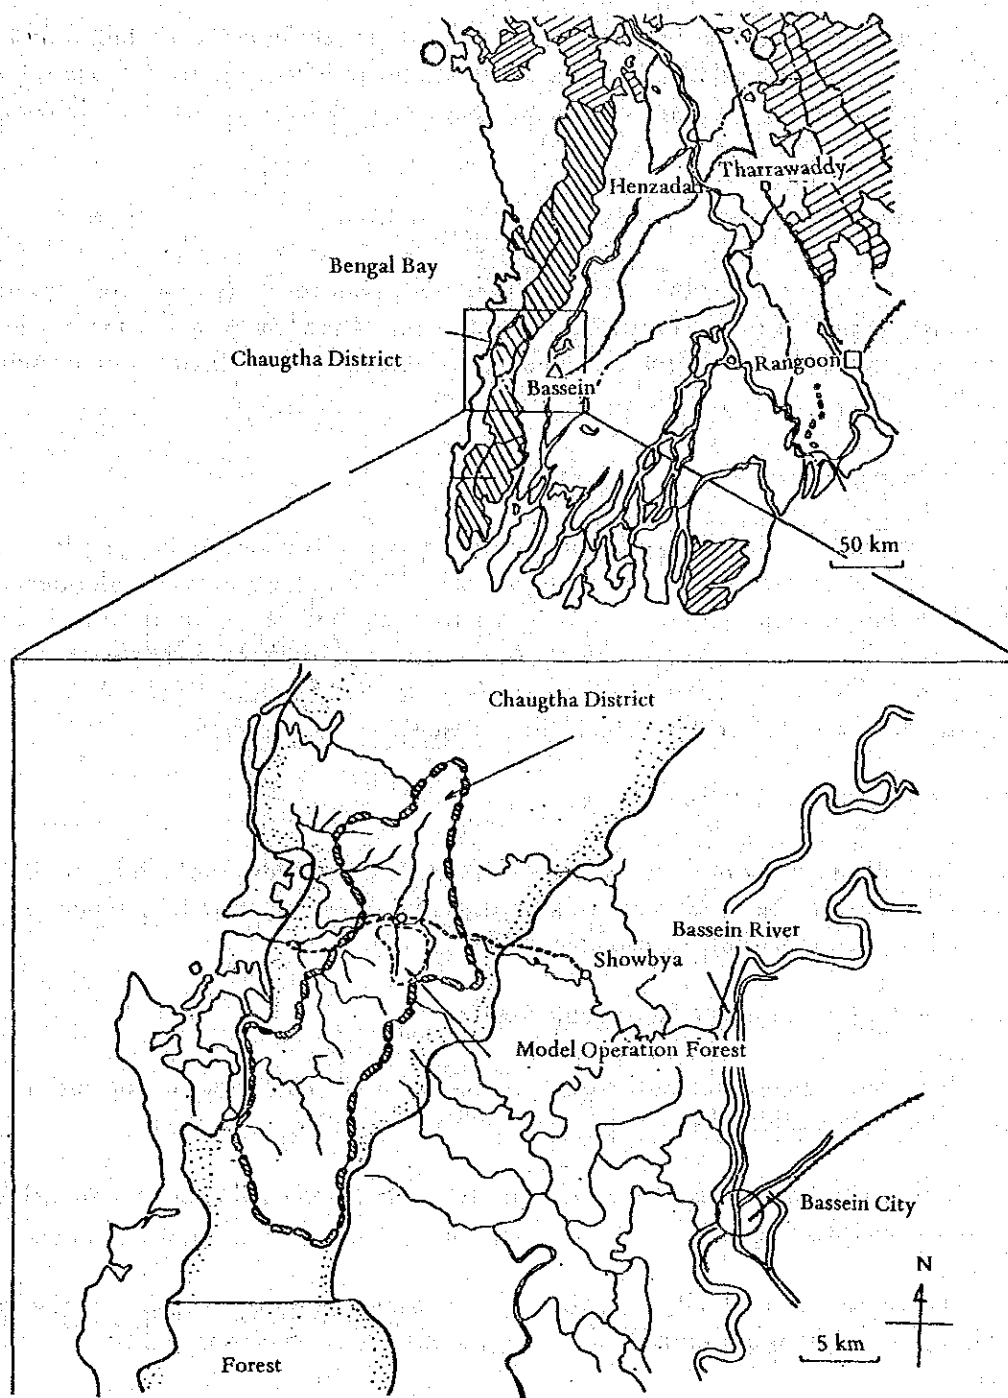 Tharrawaddy
Henzadah
Bengal Bay
Chaugtha District
Rangoon
Bassein
50 km
Chaugtha District
Bassein River
Showbya
Model Operation Forest
Bassein City
N
5 km
Forest